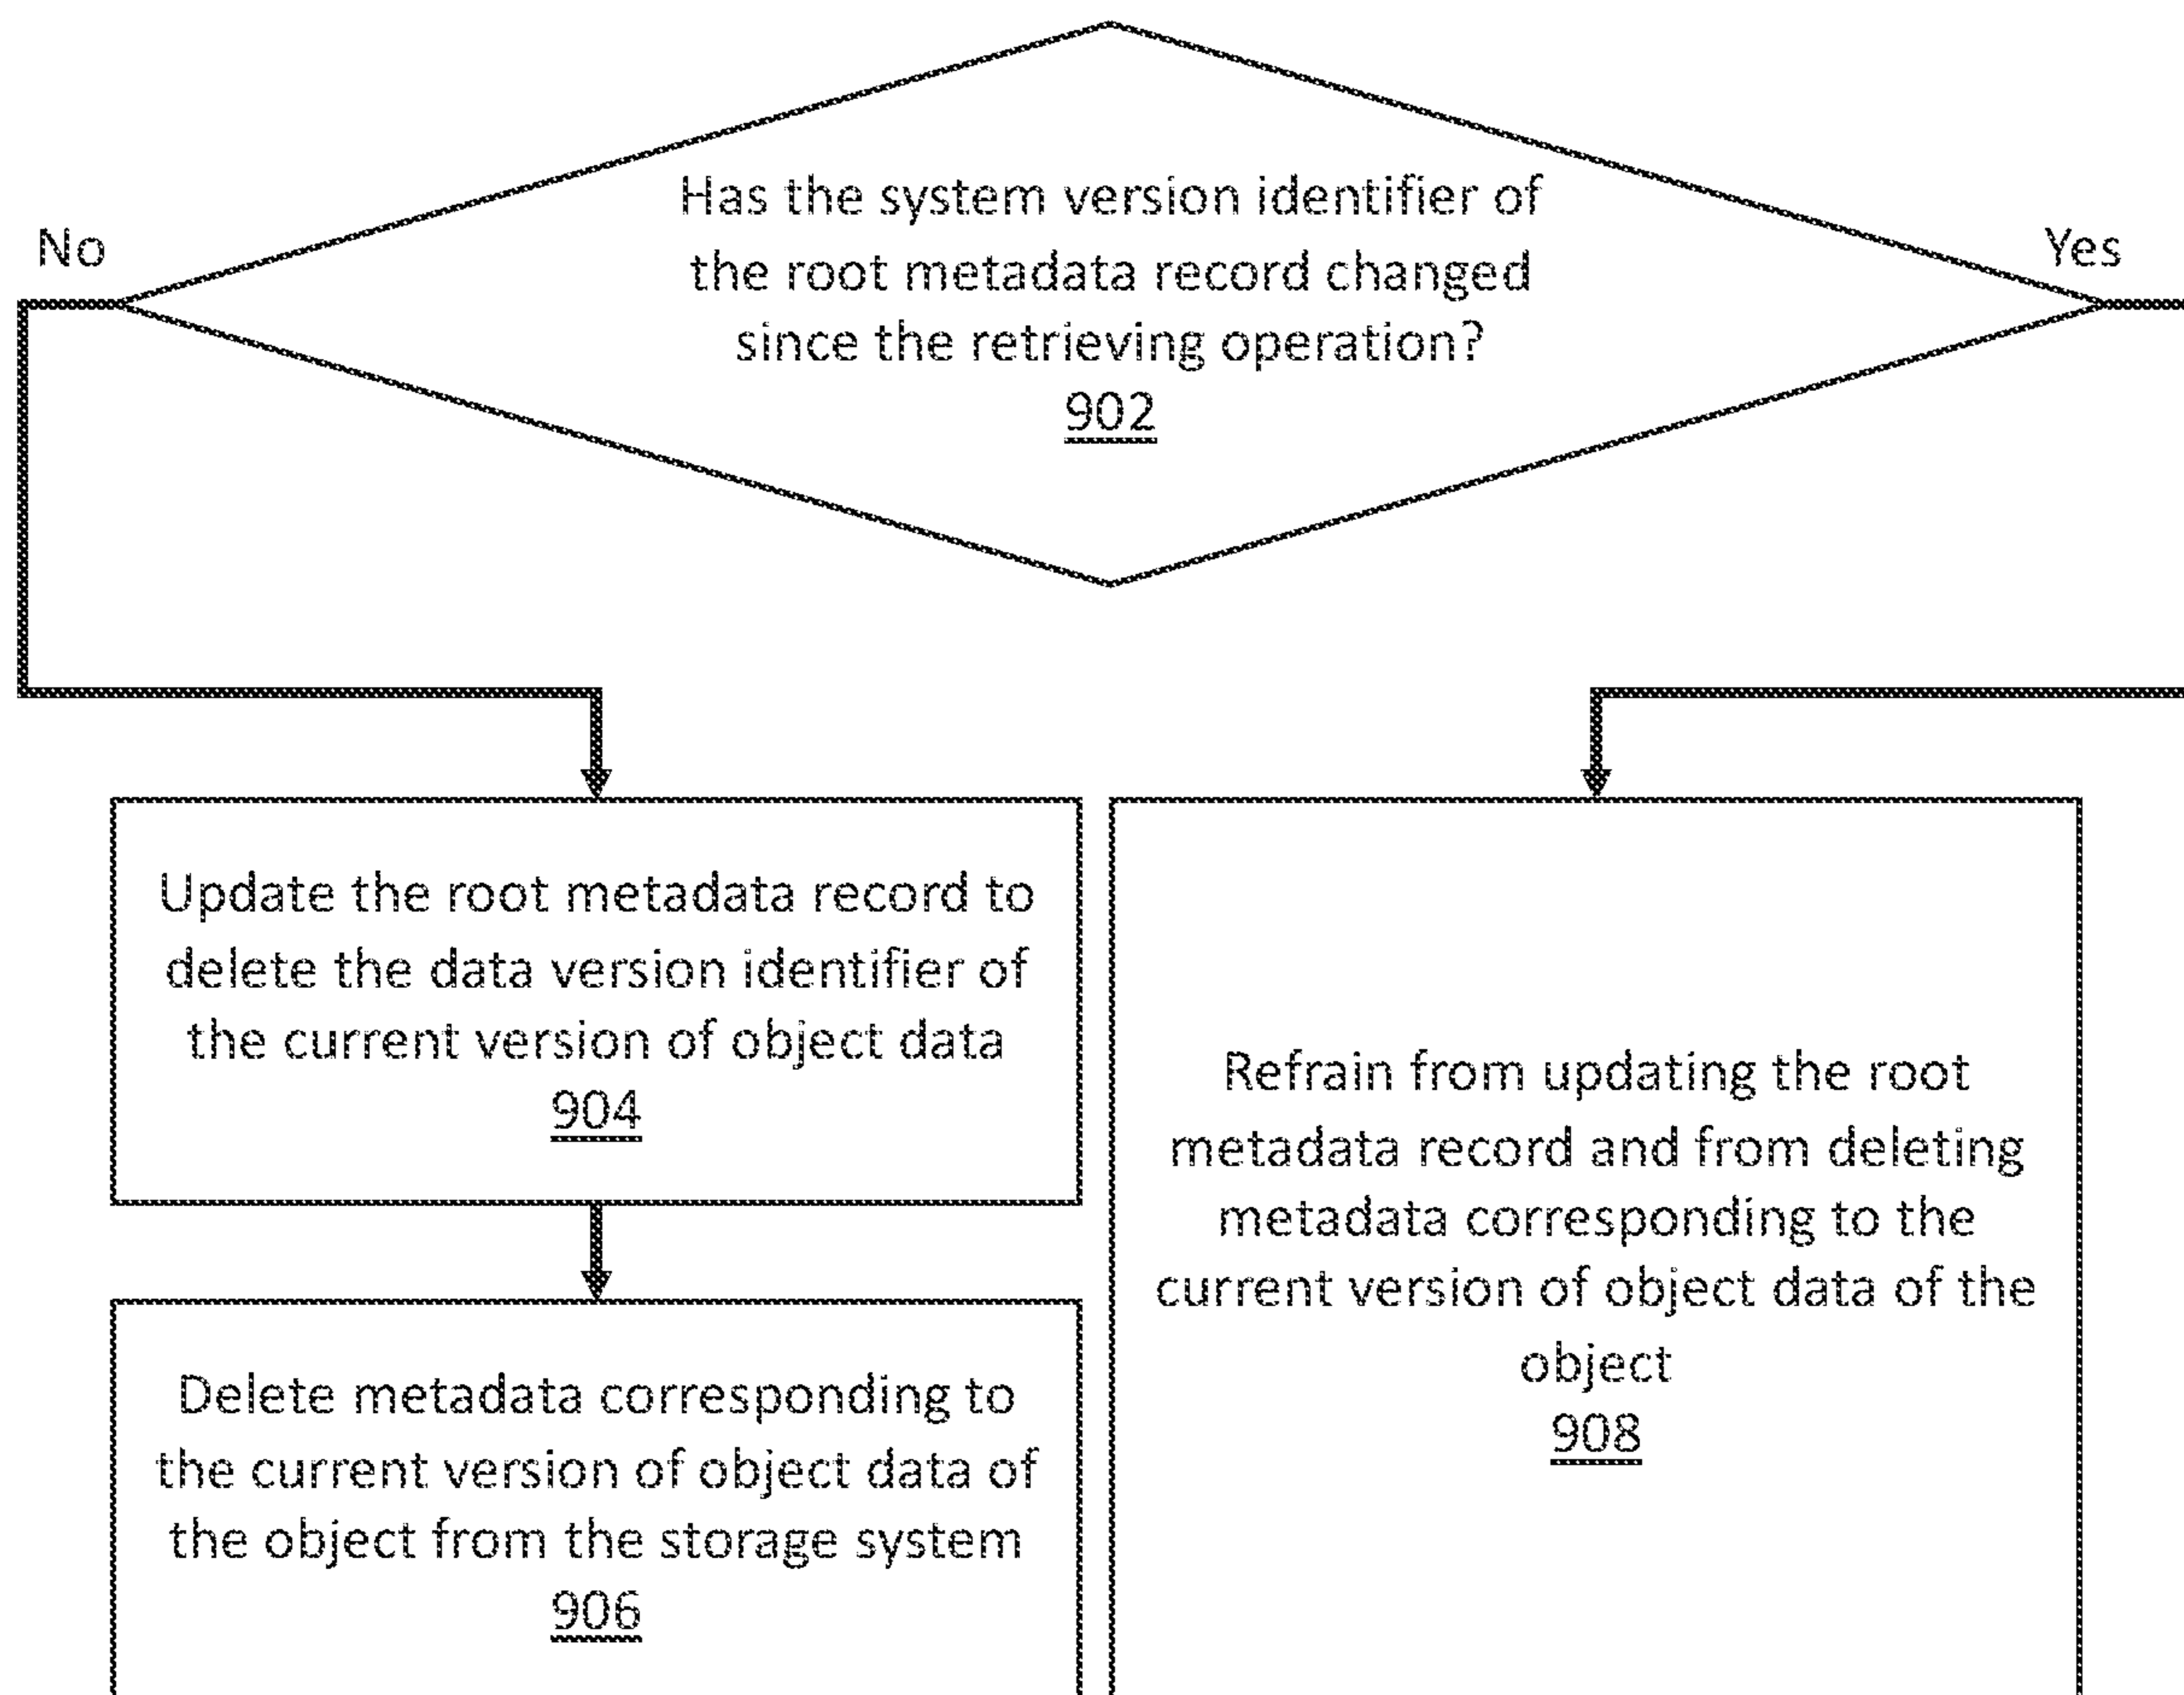 Has the system version identifier of
the root metadata record changed
since the retrieving operation?
902
No
Yes
Update the root metadata record to
delete the data version identifier of
the current version of object data
904
Delete metadata corresponding to
the current version of object data of
the object from the storage system
906
Refrain from updating the root
metadata record and from deleting
metadata corresponding to the
current version of object data of the
object
908